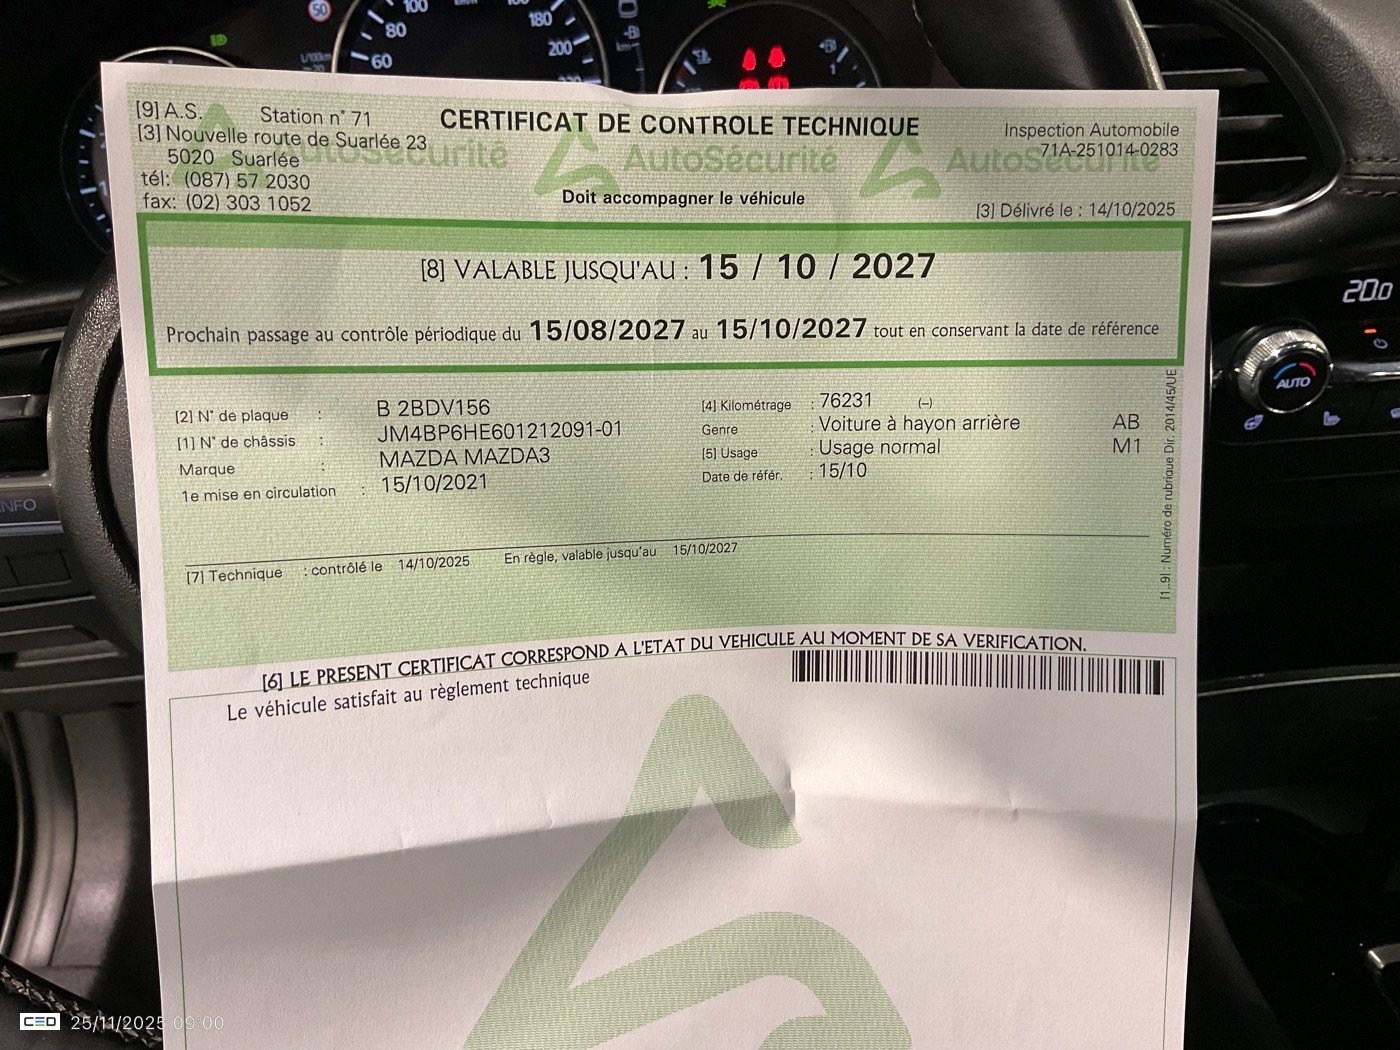 50
100
80
60
180
200
[9] A.S. Station n° 71
[3] Nouvelle route de Suarlée 23
5020 Suarlée
tél: (087) 57 2030
fax: (02) 303 1052
CERTIFICAT DE CONTROLE TECHNIQUE
AutoSécurité AutoSécurité AutoSécurité
Doit accompagner le véhicule
Inspection Automobile
71A-251014-0283
[3] Délivré le : 14/10/2025
[8] VALABLE JUSQU'AU : 15 / 10 / 2027
Prochain passage au contrôle périodique du 15/08/2027 au 15/10/2027 tout en conservant la date de référence
[2] N° de plaque : B 2BDV156
[1] N° de châssis : JM4BP6HE601212091-01
Marque : MAZDA MAZDA3
1e mise en circulation : 15/10/2021
[4] Kilométrage : 76231 (–)
Genre : Voiture à hayon arrière AB
[5] Usage : Usage normal M1
Date de référ. : 15/10
[1..9] : Numéro de rubrique Dir. 2014/45/UE
[7] Technique : contrôlé le 14/10/2025 En règle, valable jusqu'au 15/10/2027
[6] LE PRESENT CERTIFICAT CORRESPOND A L'ETAT DU VEHICULE AU MOMENT DE SA VERIFICATION.
Le véhicule satisfait au règlement technique
20.0
AUTO
INFO
CED 25/11/2025 09:00